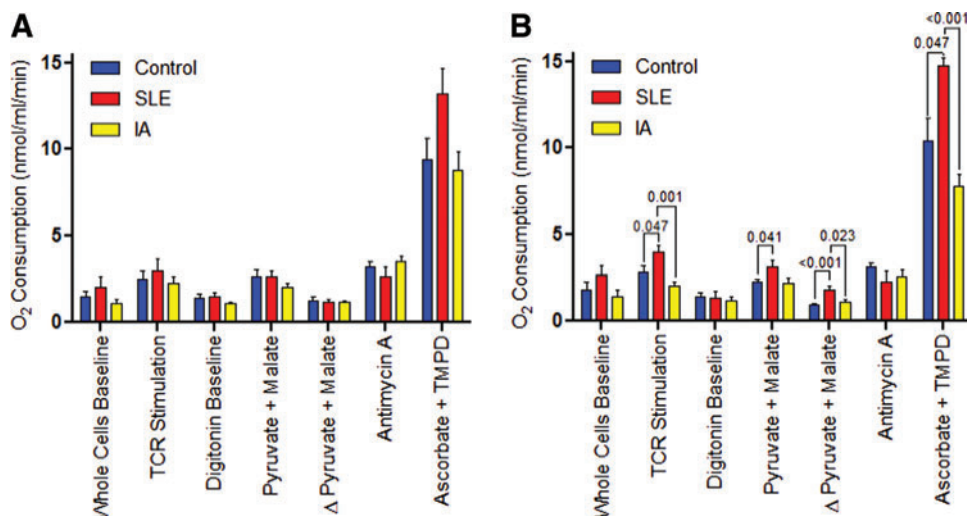 A
O2 Consumption (nmol/ml/min)
15
10
5
0
Control
SLE
IA
Whole Cells Baseline
TCR Stimulation
Digitonin Baseline
Pyruvate + Malate
Δ Pyruvate + Malate
Antimycin A
Ascorbate + TMPD
B
O2 Consumption (nmol/ml/min)
15
10
5
0
Control
SLE
IA
0.047
0.001
0.041
<0.001
0.023
0.047
<0.001
Whole Cells Baseline
TCR Stimulation
Digitonin Baseline
Pyruvate + Malate
Δ Pyruvate + Malate
Antimycin A
Ascorbate + TMPD